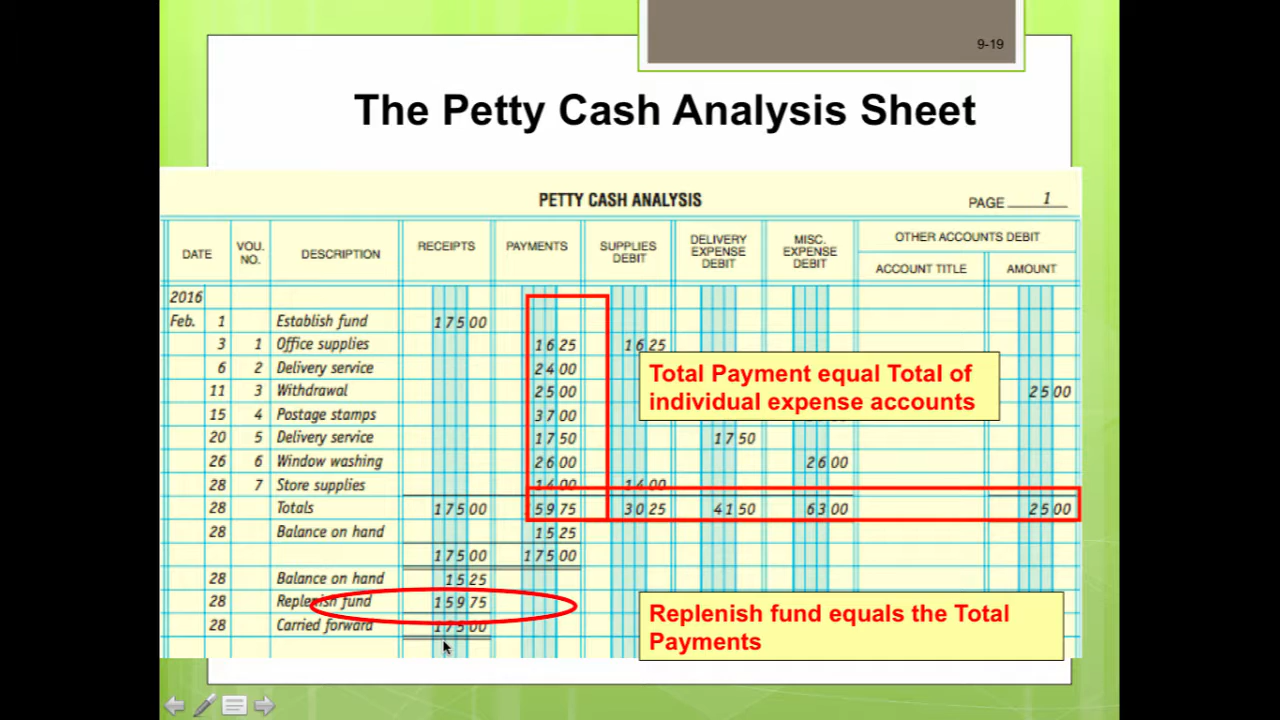 9-19
The Petty Cash Analysis Sheet
PETTY CASH ANALYSIS
PAGE 1
DATE VOU. NO. DESCRIPTION RECEIPTS PAYMENTS SUPPLIES DEBIT DELIVERY EXPENSE DEBIT MISC. EXPENSE DEBIT OTHER ACCOUNTS DEBIT
ACCOUNT TITLE AMOUNT
2016
Feb. 1 Establish fund 175 00
3 1 Office supplies 16 25 16 25
6 2 Delivery service 24 00
11 3 Withdrawal 25 00 25 00
15 4 Postage stamps 37 00
20 5 Delivery service 17 50 17 50
26 6 Window washing 26 00 26 00
28 7 Store supplies 14 00 14 00
28 Totals 175 00 159 75 30 25 41 50 63 00 25 00
28 Balance on hand 15 25
175 00 175 00
28 Balance on hand 15 25
28 Replenish fund 159 75
28 Carried forward 175 00
Total Payment equal Total of
individual expense accounts
Replenish fund equals the Total
Payments